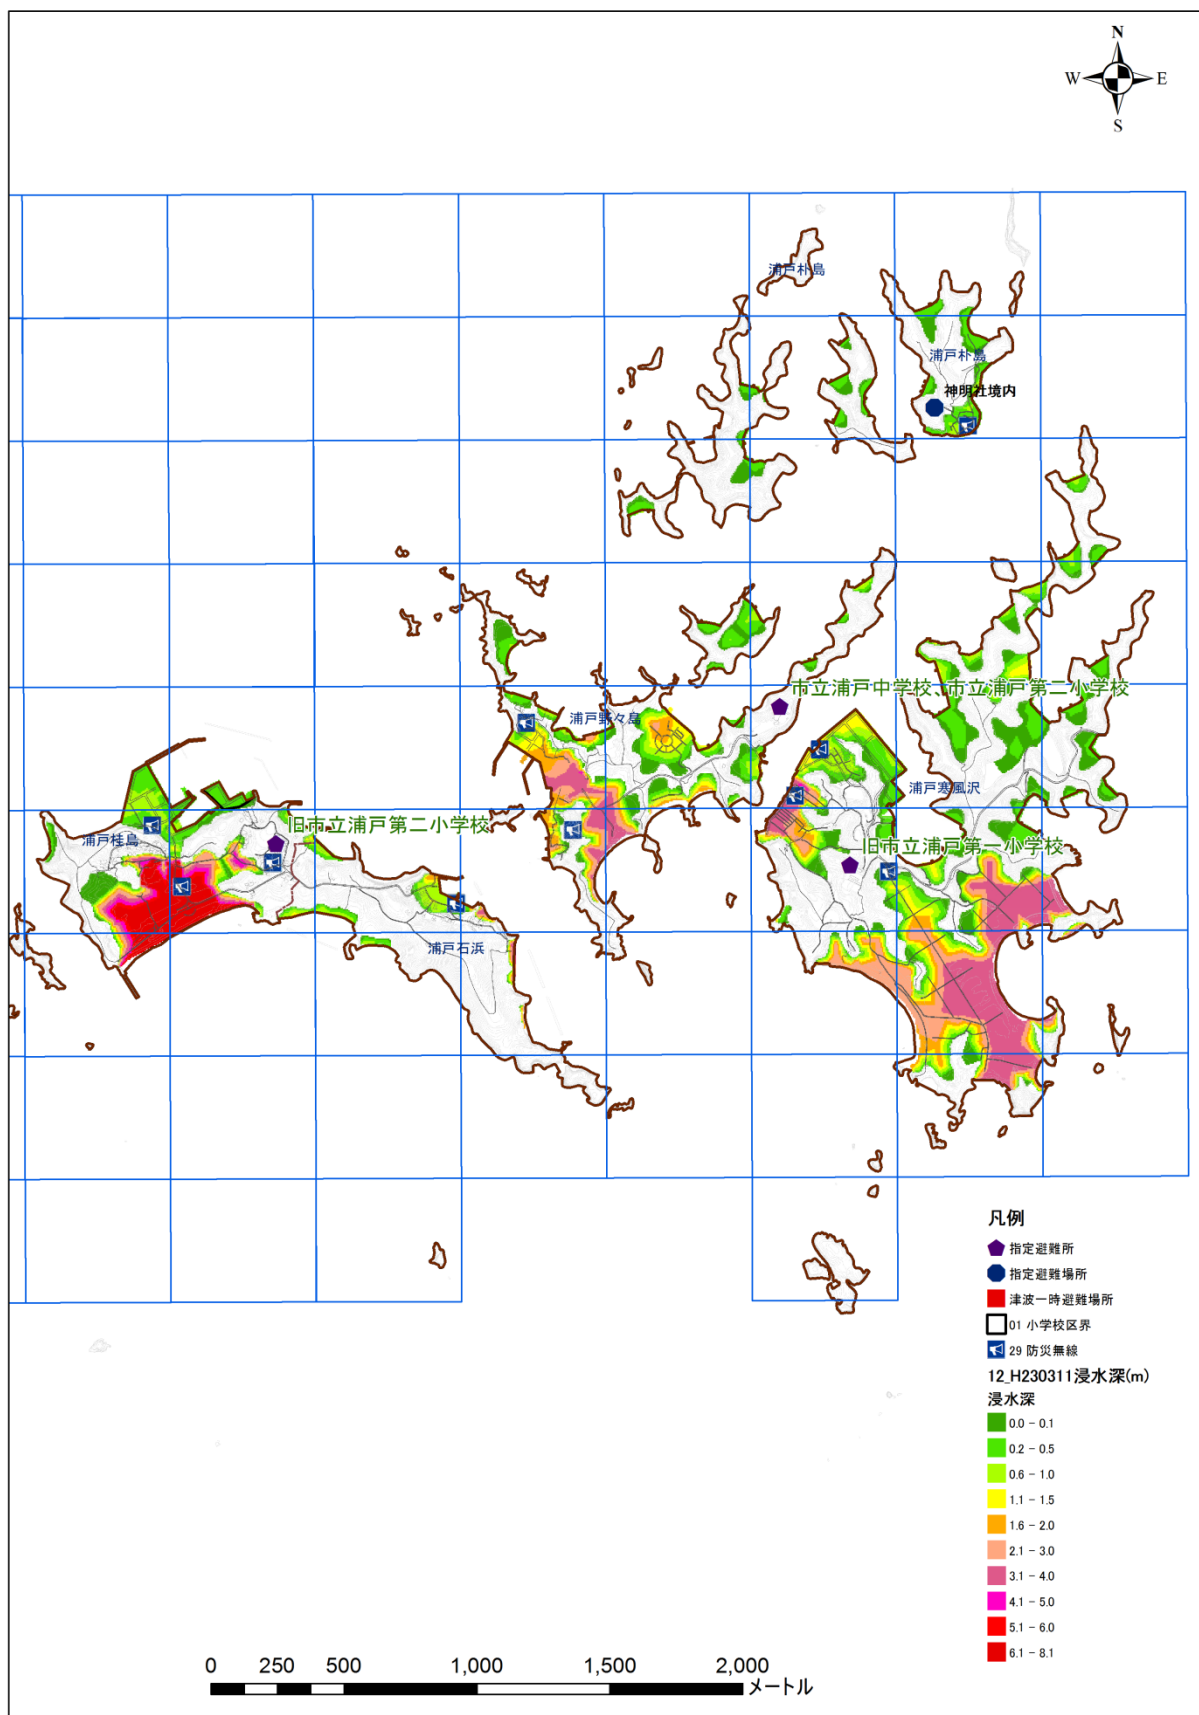 N
W E
S
浦戸朴島
浦戸朴島
神明社境内
市立浦戸中学校、市立浦戸第二小学校
浦戸野々島
浦戸寒風沢
旧市立浦戸第二小学校
浦戸桂島
旧市立浦戸第一小学校
浦戸石浜
凡例
指定避難所
指定避難場所
津波一時避難場所
01 小学校区界
29 防災無線
12_H230311浸水深(m)
浸水深
0.0 - 0.1
0.2 - 0.5
0.6 - 1.0
1.1 - 1.5
1.6 - 2.0
2.1 - 3.0
3.1 - 4.0
4.1 - 5.0
5.1 - 6.0
6.1 - 8.1
0 250 500 1,000 1,500 2,000
メートル